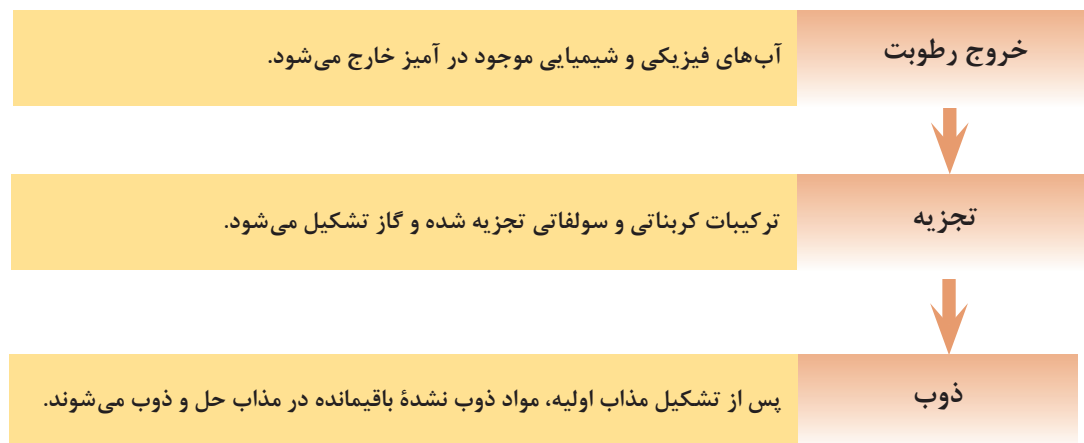 خروج رطوبت
آب‌های فیزیکی و شیمیایی موجود در آمیز خارج می‌شود.
تجزیه
ترکیبات کربناتی و سولفاتی تجزیه شده و گاز تشکیل می‌شود.
ذوب
پس از تشکیل مذاب اولیه، مواد ذوب نشدۀ باقیمانده در مذاب حل و ذوب می‌شوند.